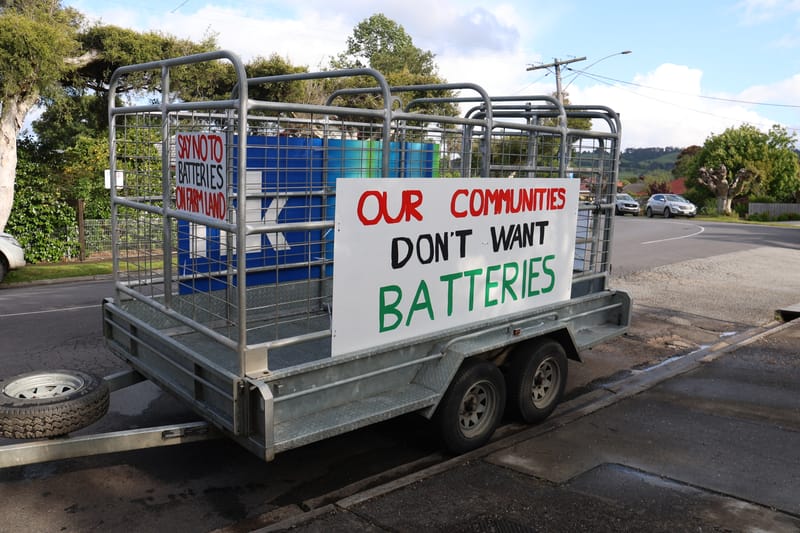 SAY NO TO
BATTERIES
ON FARM LAND
OUR COMMUNITIES
DON'T WANT
BATTERIES